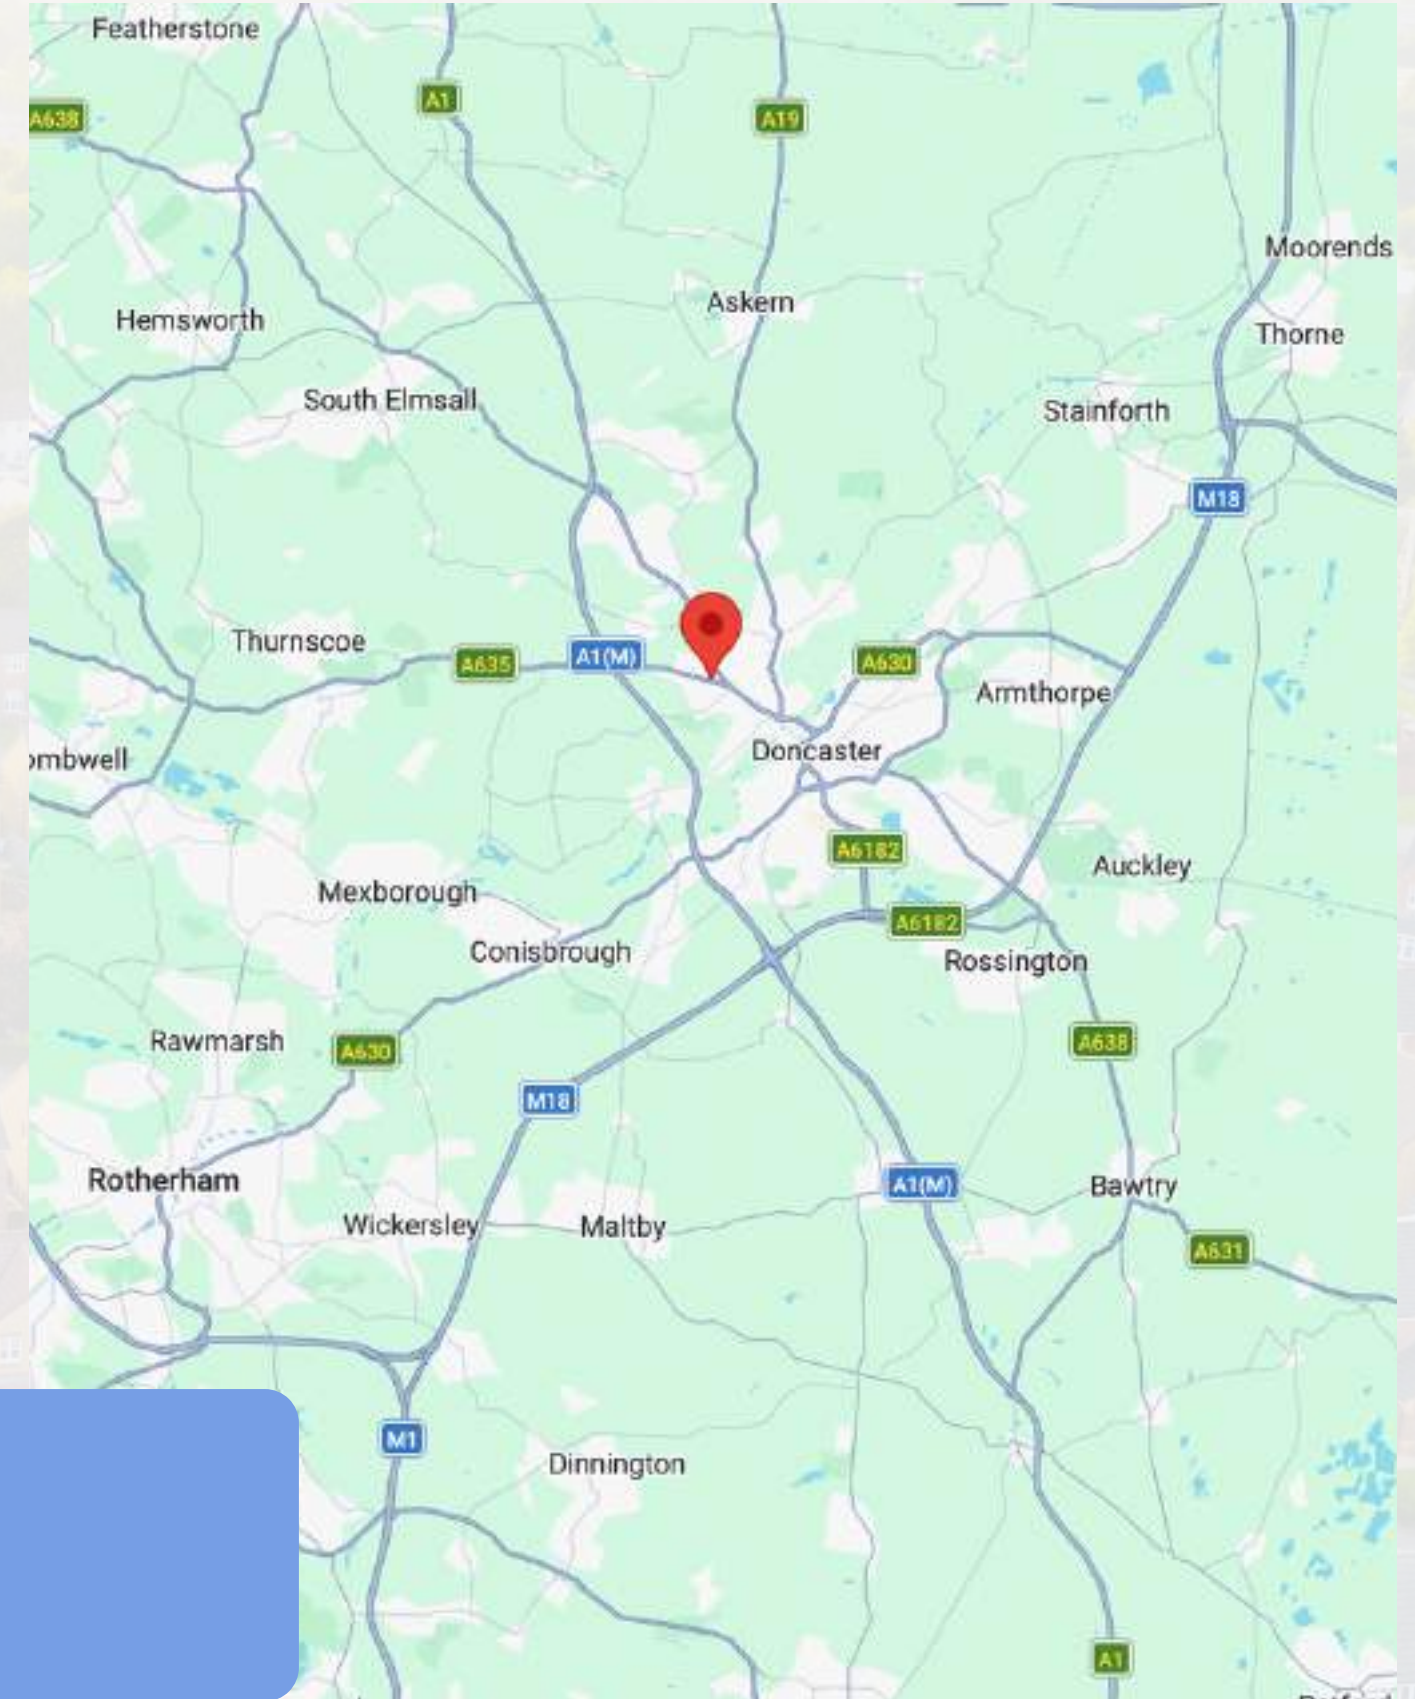 Featherstone
A1
A638
A19
Moorends
Askern
Hemsworth
Thorne
South Elmsall
Stainforth
M18
Thurnscoe
A1(M)
A635
A630
Armthorpe
Doncaster
ombwell
A6182
Auckley
Mexborough
A6182
Conisbrough
Rossington
Rawmarsh
A630
A638
M18
Rotherham
A1(M)
Bawtry
Wickersley
Maltby
A631
M1
Dinnington
A1